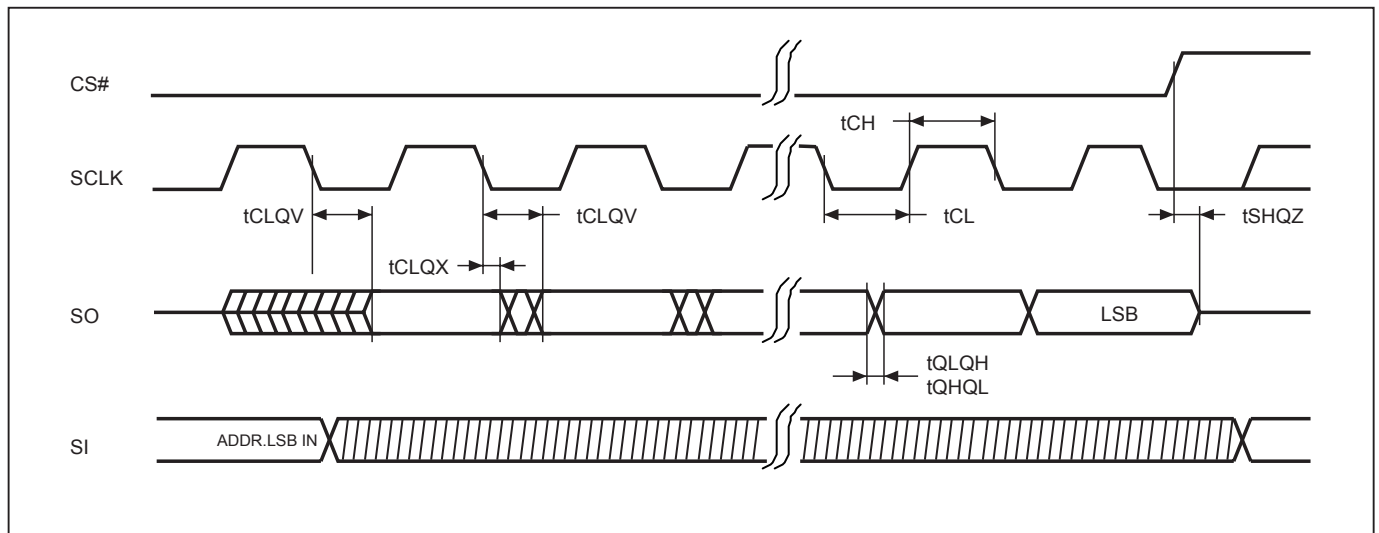 CS#
tCH
SCLK
tCLQV
tCLQV
tCL
tSHQZ
tCLQX
SO
LSB
tQLQH
tQHQL
SI
ADDR.LSB IN